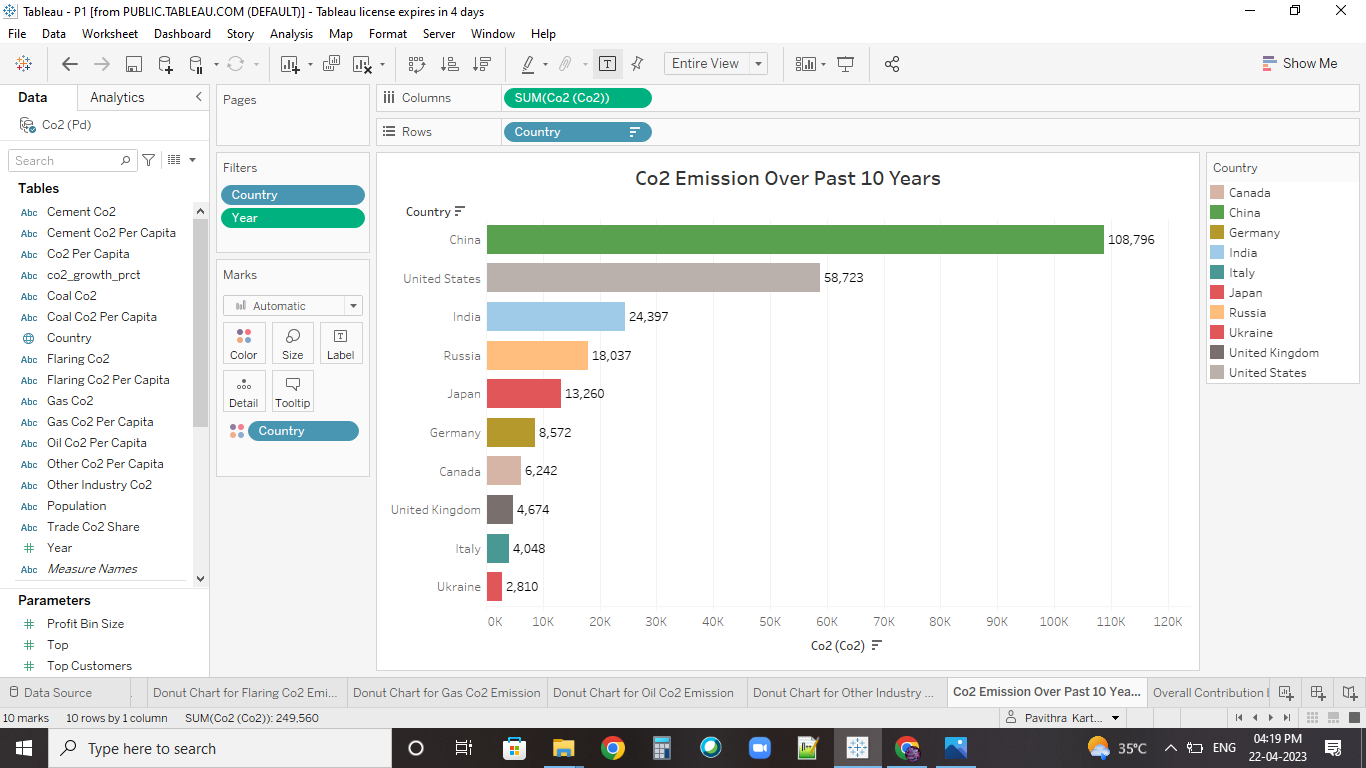 Tableau - P1 [from PUBLIC.TABLEAU.COM (DEFAULT)] - Tableau license expires in 4 days
File Data Worksheet Dashboard Story Analysis Map Format Server Window Help
Entire View
Show Me
Data Analytics
Co2 (Pd)
Search
Tables
Abc Cement Co2
Abc Cement Co2 Per Capita
Abc Co2 Per Capita
Abc co2_growth_prct
Abc Coal Co2
Abc Coal Co2 Per Capita
Country
Abc Flaring Co2
Abc Flaring Co2 Per Capita
Abc Gas Co2
Abc Gas Co2 Per Capita
Abc Oil Co2 Per Capita
Abc Other Co2 Per Capita
Abc Other Industry Co2
Abc Population
Abc Trade Co2 Share
# Year
Abc Measure Names
Parameters
# Profit Bin Size
# Top
# Top Customers
Pages
Filters
Country
Year
Marks
Automatic
Color Size Label
Detail Tooltip
Country
Columns SUM(Co2 (Co2))
Rows Country
Co2 Emission Over Past 10 Years
Country
China 108,796
United States 58,723
India 24,397
Russia 18,037
Japan 13,260
Germany 8,572
Canada 6,242
United Kingdom 4,674
Italy 4,048
Ukraine 2,810
0K 10K 20K 30K 40K 50K 60K 70K 80K 90K 100K 110K 120K
Co2 (Co2)
Country
Canada
China
Germany
India
Italy
Japan
Russia
Ukraine
United Kingdom
United States
Data Source Donut Chart for Flaring Co2 Emi... Donut Chart for Gas Co2 Emission Donut Chart for Oil Co2 Emission Donut Chart for Other Industry ... Co2 Emission Over Past 10 Yea... Overall Contribution
10 marks 10 rows by 1 column SUM(Co2 (Co2)): 249,560
Pavithra Kart...
Type here to search
35°C
ENG
04:19 PM
22-04-2023